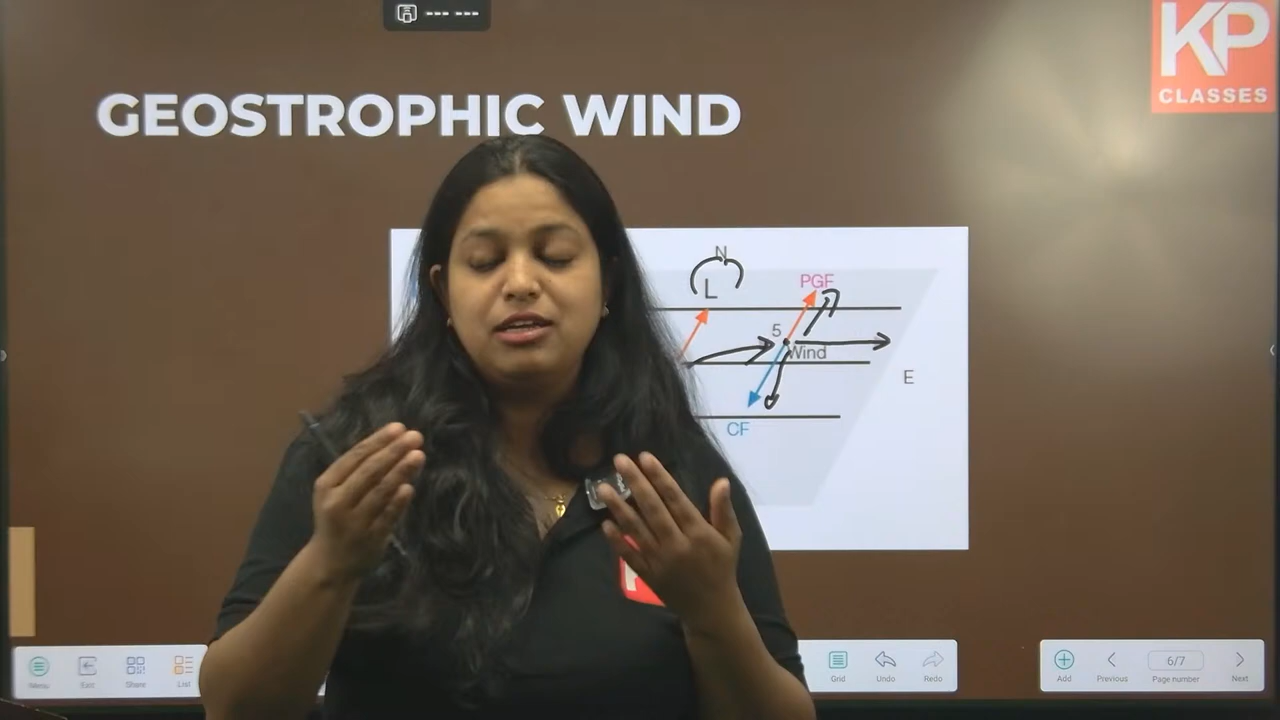 KP
CLASSES
GEOSTROPHIC WIND
N
L
PGF
5
Wind
E
CF
Menu
Exit
Share
List
Grid
Undo
Redo
Add
Previous
6/7
Page number
Next